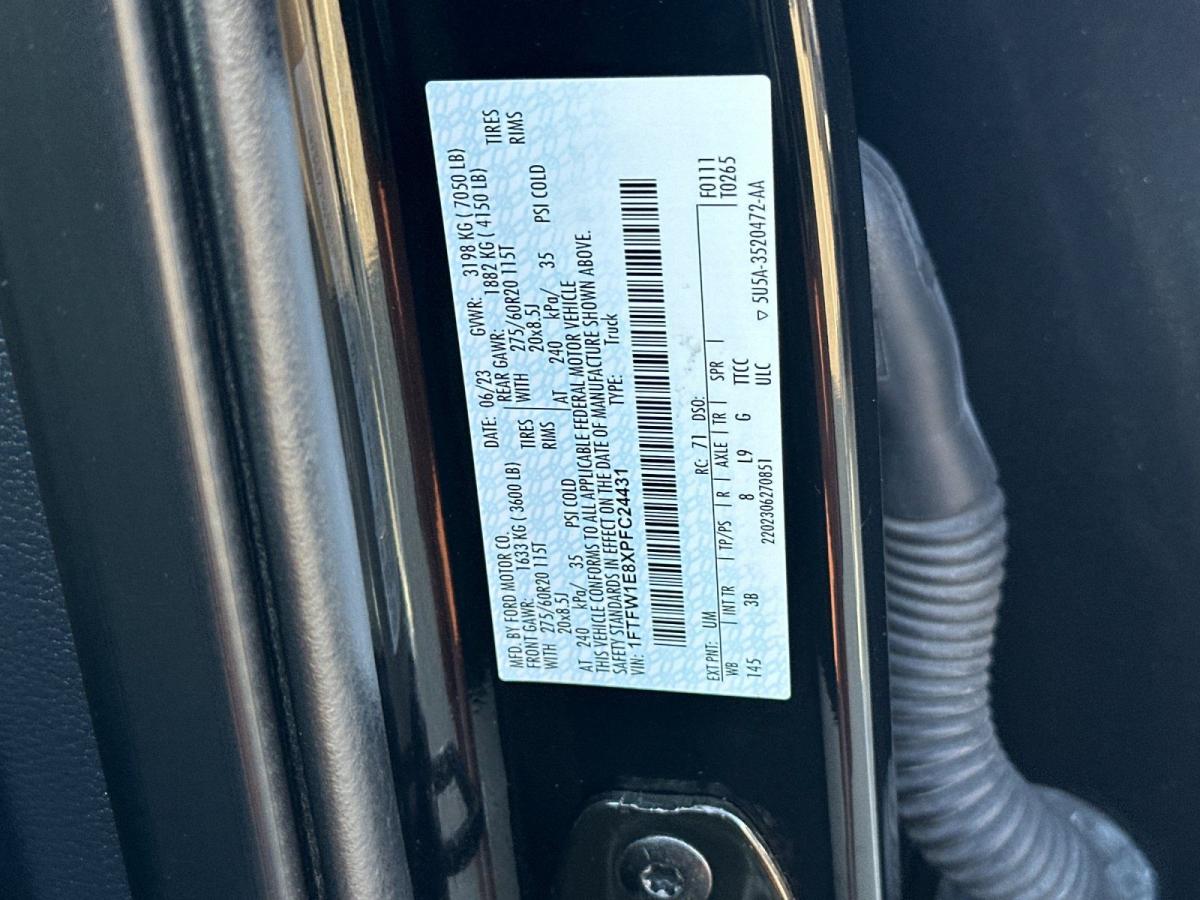 MFD. BY FORD MOTOR CO. DATE: 06/23 GVWR: 3198 KG ( 7050 LB)
FRONT GAWR: 1633 KG ( 3600 LB) REAR GAWR: 1882 KG ( 4150 LB)
WITH 275/60R20 115T TIRES WITH 275/60R20 115T TIRES
20x8.5J RIMS 20x8.5J RIMS
AT 240 kPa/ 35 PSI COLD AT 240 kPa/ 35 PSI COLD
THIS VEHICLE CONFORMS TO ALL APPLICABLE FEDERAL MOTOR VEHICLE
SAFETY STANDARDS IN EFFECT ON THE DATE OF MANUFACTURE SHOWN ABOVE.
VIN: 1FTFW1E8XPFC24431 TYPE: Truck
EXT PNT: UM RC: 71 DSO: F0111
WB INT TR TP/PS R AXLE TR SPR T0265
145 3B 8 L9 G TTCC
ULC
2202306270851 ▽ 5U5A-3520472-AA